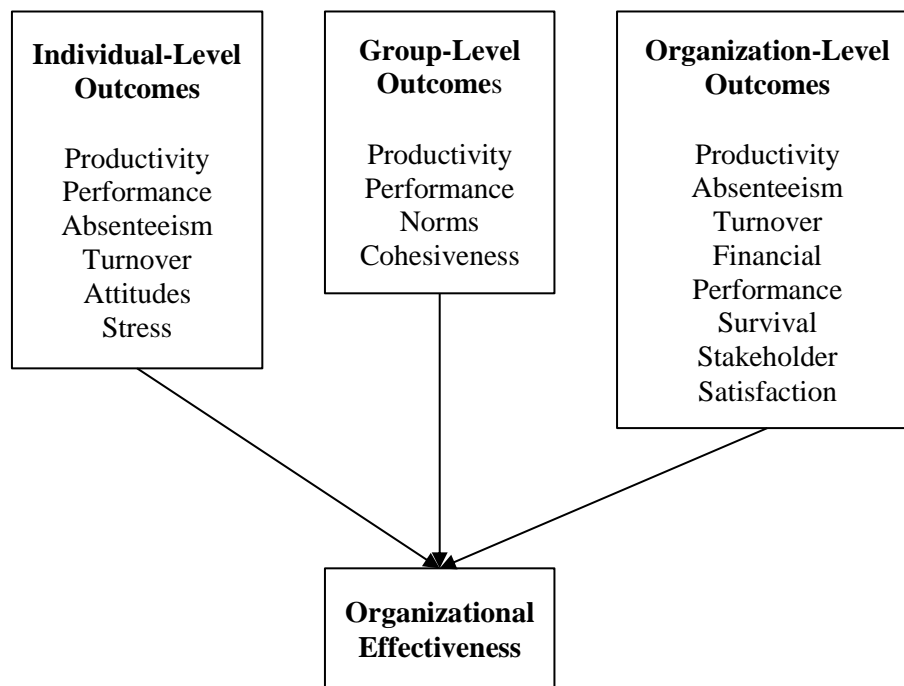 Individual-Level
Outcomes
Productivity
Performance
Absenteeism
Turnover
Attitudes
Stress
Group-Level
Outcomes
Productivity
Performance
Norms
Cohesiveness
Organization-Level
Outcomes
Productivity
Absenteeism
Turnover
Financial
Performance
Survival
Stakeholder
Satisfaction
Organizational
Effectiveness